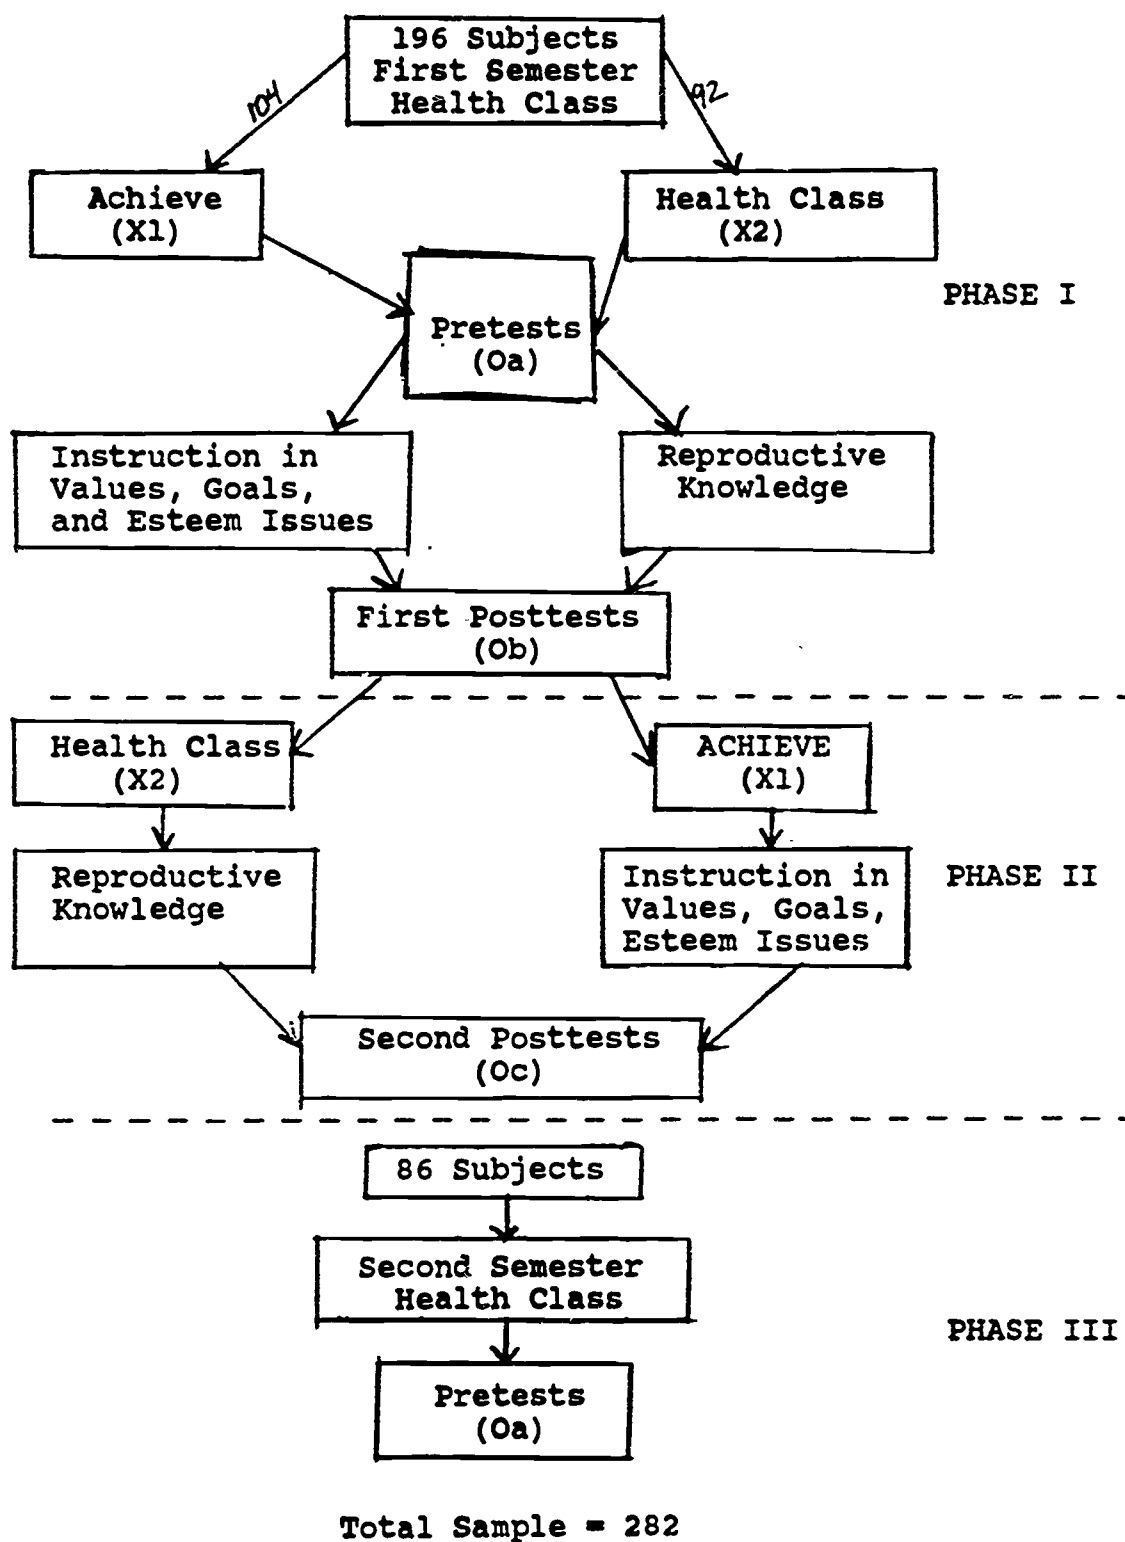 196 Subjects
First Semester
Health Class
104
92
Achieve
(X1)
Health Class
(X2)
PHASE I
Pretests
(Oa)
Instruction in
Values, Goals,
and Esteem Issues
Reproductive
Knowledge
First Posttests
(Ob)
Health Class
(X2)
ACHIEVE
(X1)
Reproductive
Knowledge
Instruction in
Values, Goals,
Esteem Issues
PHASE II
Second Posttests
(Oc)
86 Subjects
Second Semester
Health Class
PHASE III
Pretests
(Oa)
Total Sample = 282